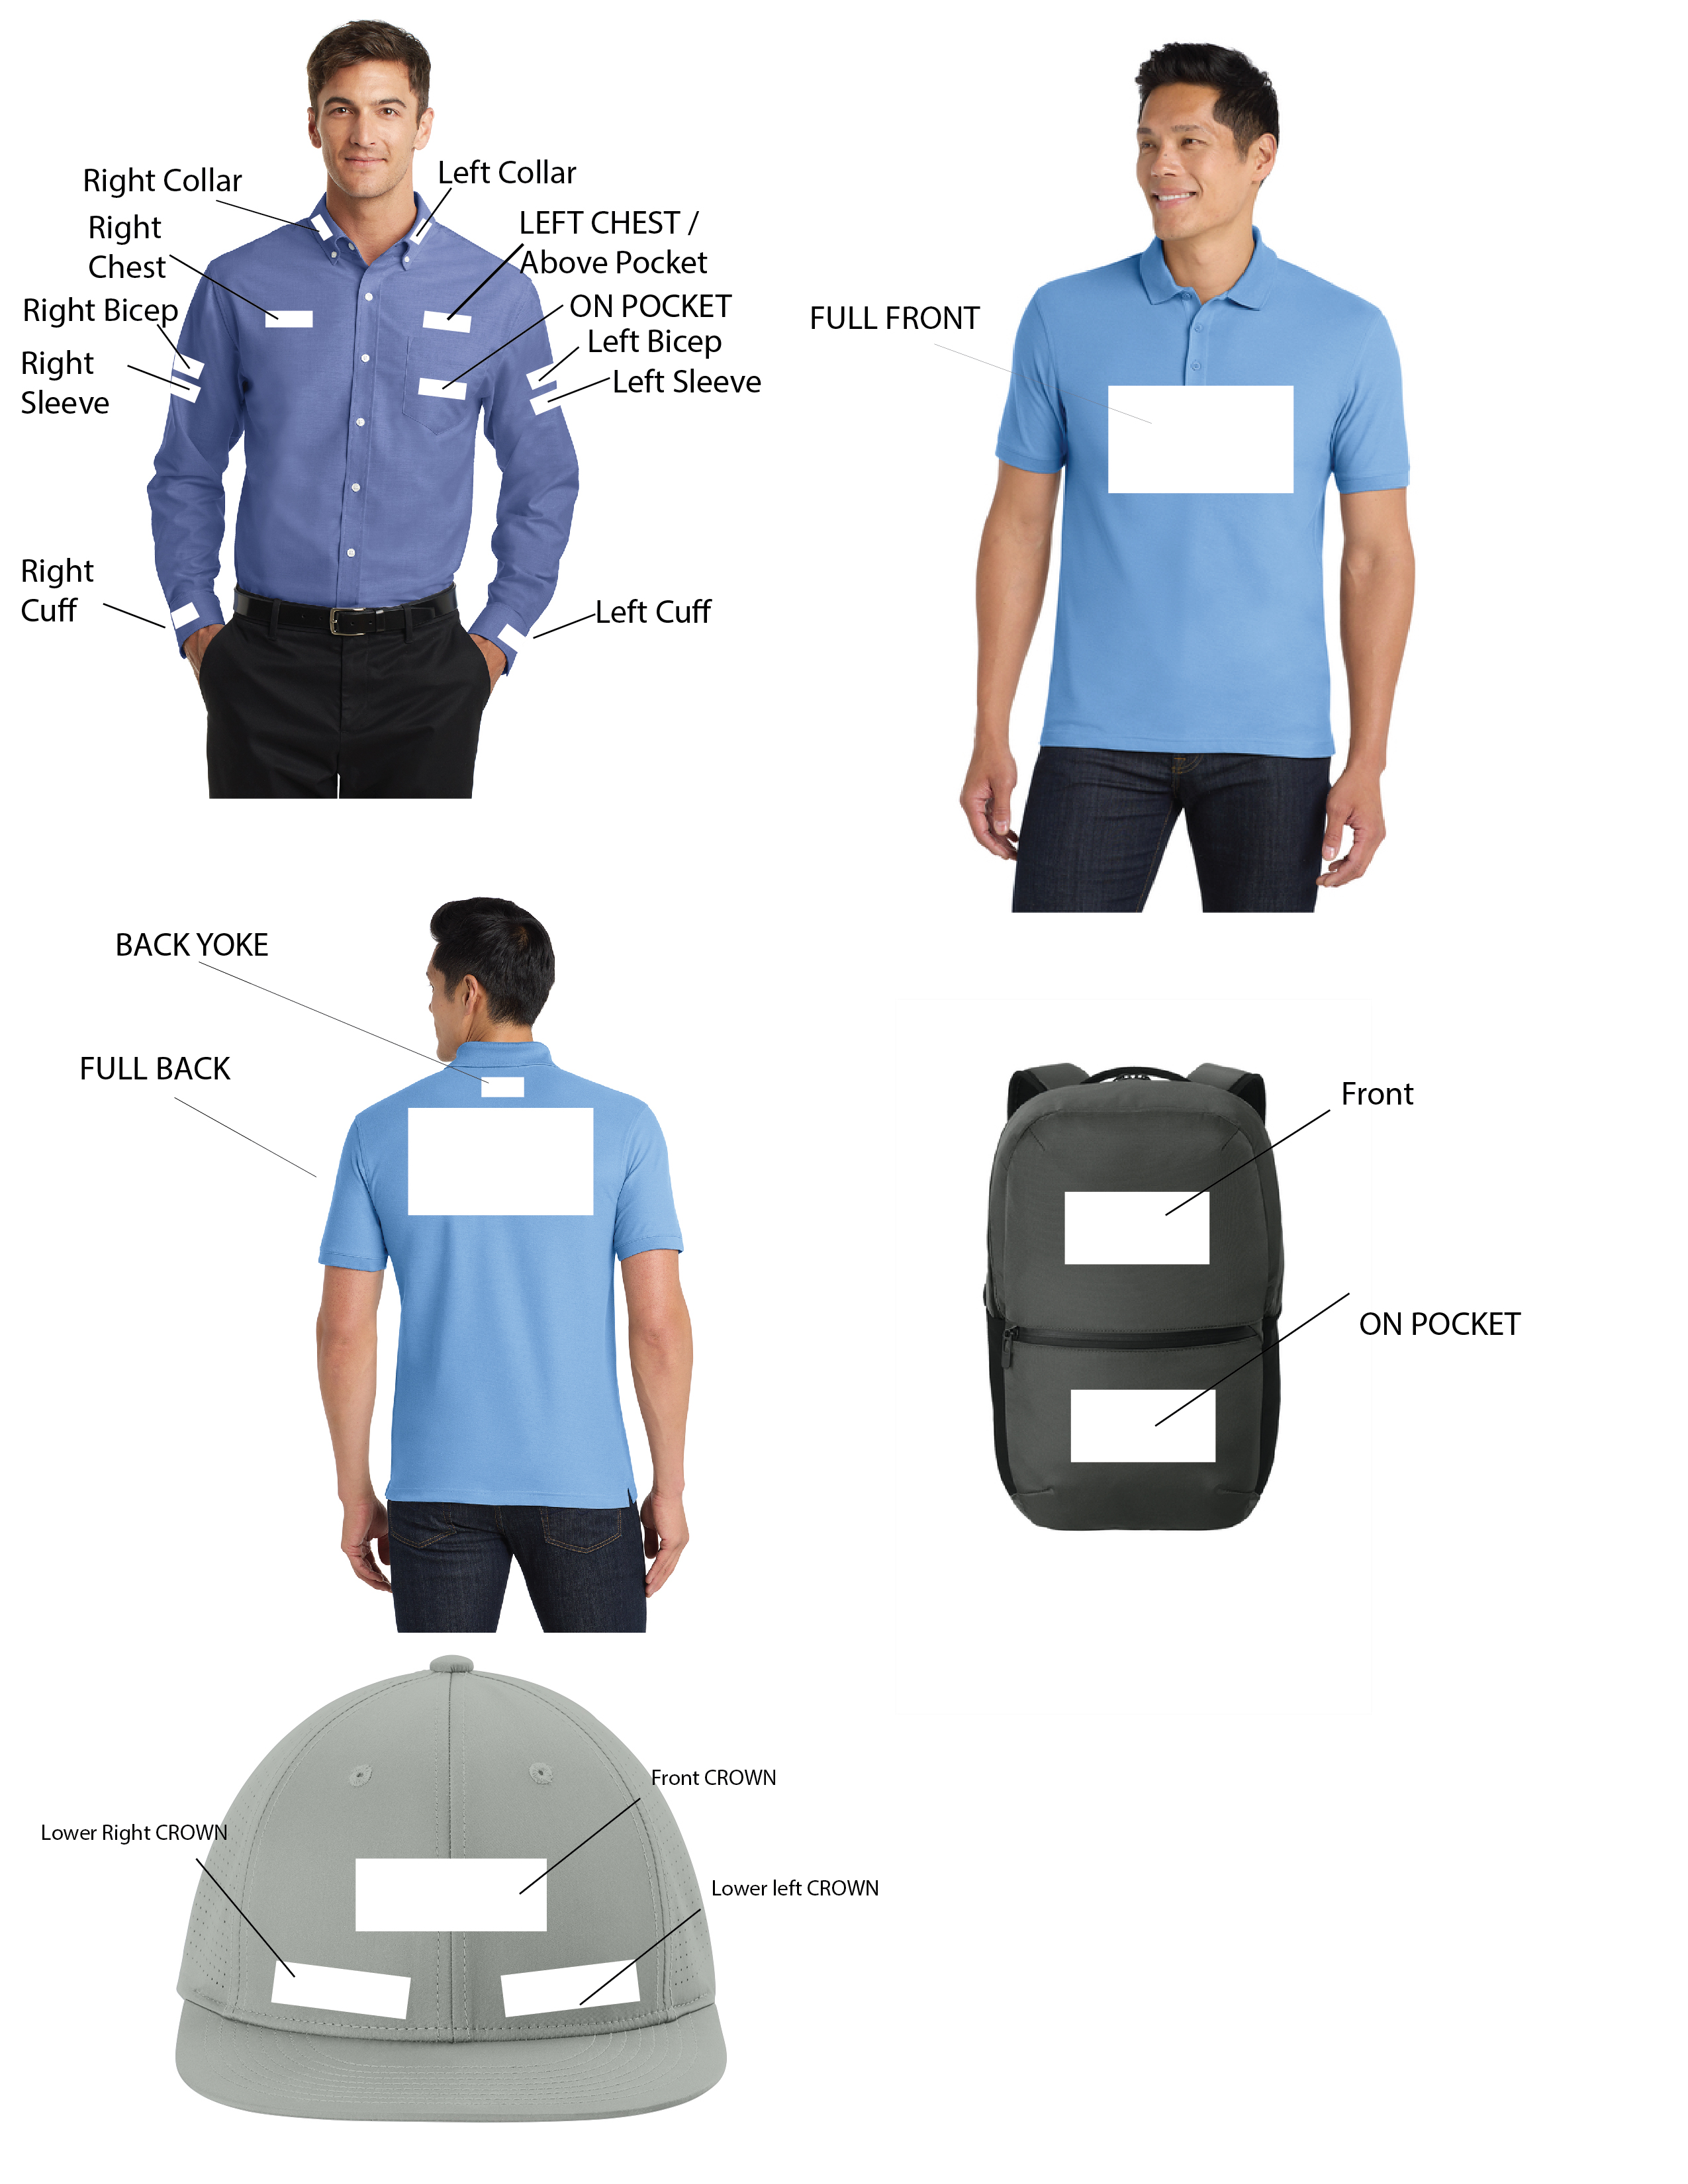 Right Collar
Left Collar
Right
Chest
LEFT CHEST /
Above Pocket
Right Bicep
ON POCKET
Left Bicep
Right
Sleeve
Left Sleeve
Right
Cuff
Left Cuff
FULL FRONT
BACK YOKE
FULL BACK
Front
ON POCKET
Front CROWN
Lower Right CROWN
Lower left CROWN